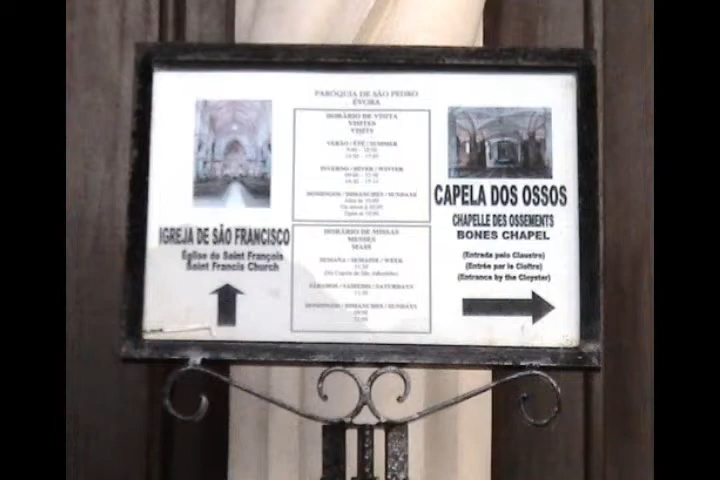 PARÓQUIA DE SÃO PEDRO
ÉVORA
HORÁRIO DE VISITA
VISITES
VISITS
VERÃO / ÉTÉ / SUMMER
INVERNO / HIVER / WINTER
DOMINGOS / DIMANCHES / SUNDAYS
HORÁRIO DE MISSAS
MESSES
MASS
SEMANA / SEMAINE / WEEK
SÁBADOS / SAMEDIS / SATURDAYS
DOMINGOS / DIMANCHES / SUNDAYS
IGREJA DE SÃO FRANCISCO
Église de Saint François
Saint Francis Church
CAPELA DOS OSSOS
CHAPELLE DES OSSEMENTS
BONES CHAPEL
(Entrada pelo Claustro)
(Entrée par le Cloître)
(Entrance by the Cloyster)